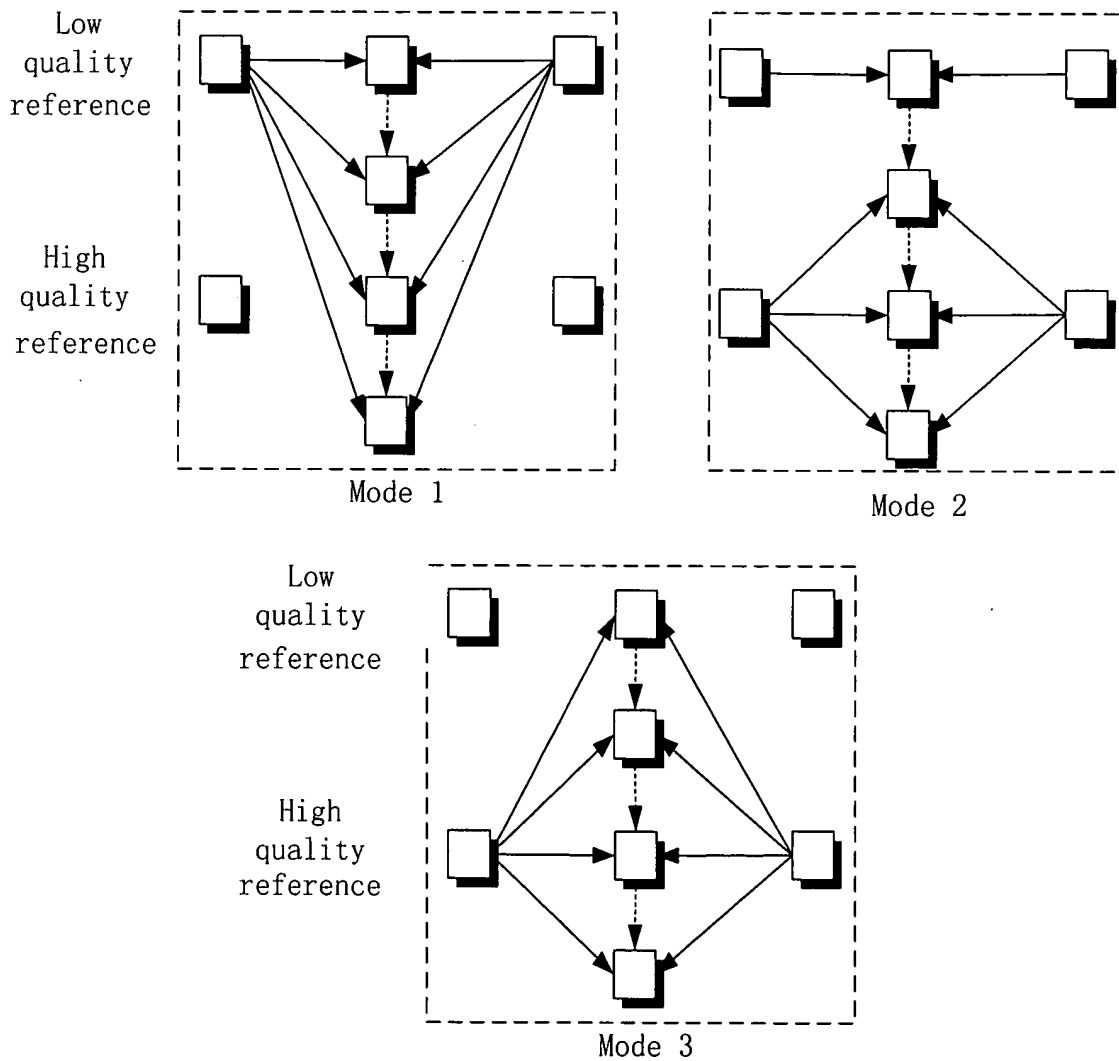 Low
quality
reference
High
quality
reference
Mode 1
Mode 2
Low
quality
reference
High
quality
reference
Mode 3